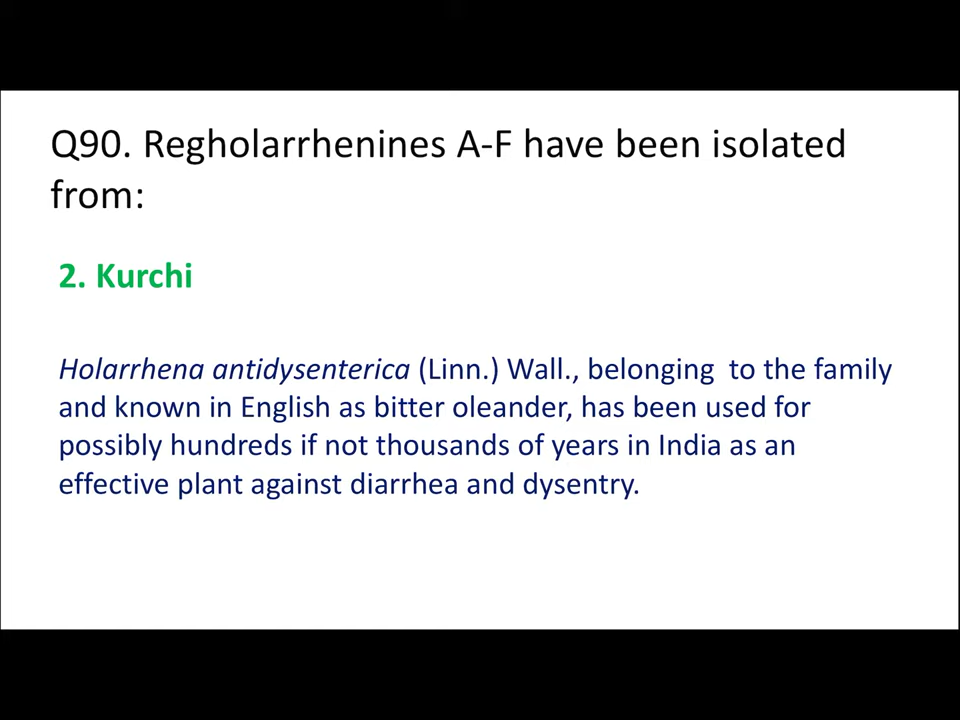 Q90. Regholarrhenines A-F have been isolated
from:
2. Kurchi
Holarrhena antidysenterica (Linn.) Wall., belonging  to the family
and known in English as bitter oleander, has been used for
possibly hundreds if not thousands of years in India as an
effective plant against diarrhea and dysentry.